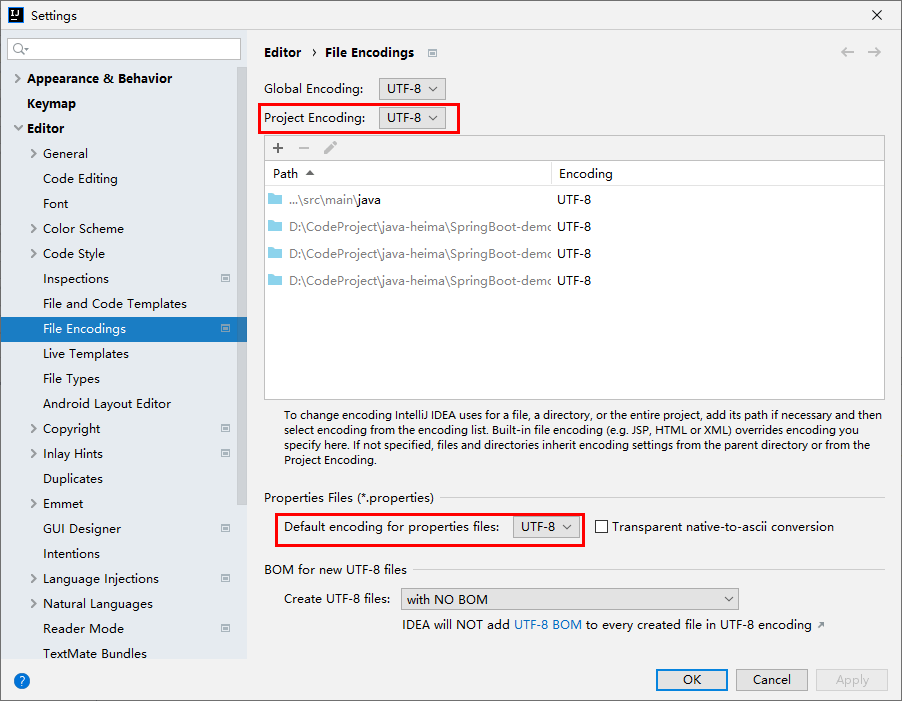 IJ
Settings
Appearance & Behavior
Keymap
Editor
General
Code Editing
Font
Color Scheme
Code Style
Inspections
File and Code Templates
File Encodings
Live Templates
File Types
Android Layout Editor
Copyright
Inlay Hints
Duplicates
Emmet
GUI Designer
Intentions
Language Injections
Natural Languages
Reader Mode
TextMate Bundles
?
Editor › File Encodings
Global Encoding: UTF-8
Project Encoding: UTF-8
Path Encoding
...\src\main\java UTF-8
D:\CodeProject\java-heima\SpringBoot-demo UTF-8
D:\CodeProject\java-heima\SpringBoot-demo UTF-8
D:\CodeProject\java-heima\SpringBoot-demo UTF-8
To change encoding IntelliJ IDEA uses for a file, a directory, or the entire project, add its path if necessary and then
select encoding from the encoding list. Built-in file encoding (e.g. JSP, HTML or XML) overrides encoding you
specify here. If not specified, files and directories inherit encoding settings from the parent directory or from the
Project Encoding.
Properties Files (*.properties)
Default encoding for properties files: UTF-8 Transparent native-to-ascii conversion
BOM for new UTF-8 files
Create UTF-8 files: with NO BOM
IDEA will NOT add UTF-8 BOM to every created file in UTF-8 encoding ↗
OK Cancel Apply